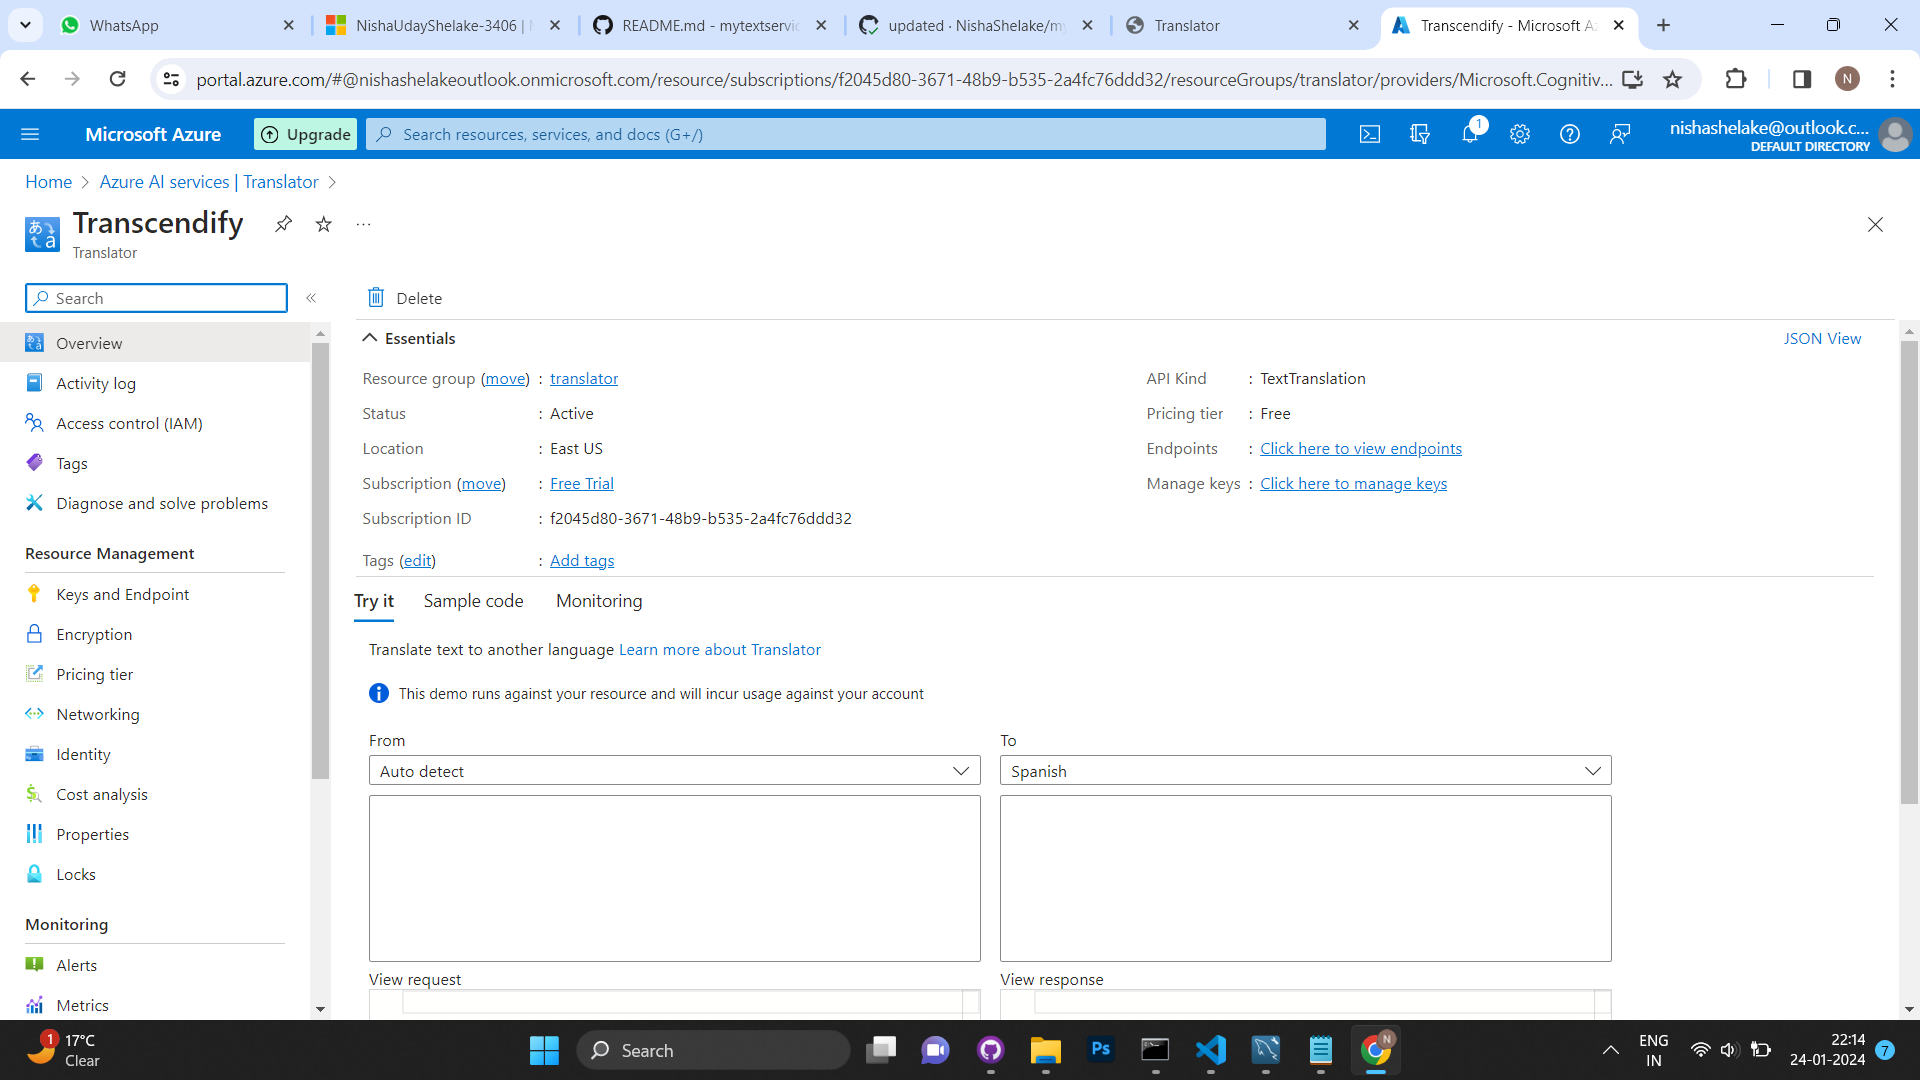 WhatsApp
NishaUdayShelake-3406 |
README.md - mytextservic
updated · NishaShelake/my
Translator
Transcendify - Microsoft Az
portal.azure.com/#@nishashelakeoutlook.onmicrosoft.com/resource/subscriptions/f2045d80-3671-48b9-b535-2a4fc76ddd32/resourceGroups/translator/providers/Microsoft.Cognitiv...
N
Microsoft Azure
Upgrade
Search resources, services, and docs (G+/)
1
nishashelake@outlook.c...
DEFAULT DIRECTORY
Home > Azure AI services | Translator >
Transcendify
...
Translator
Search
«
Delete
Overview
Activity log
Access control (IAM)
Tags
Diagnose and solve problems
Resource Management
Keys and Endpoint
Encryption
Pricing tier
Networking
Identity
Cost analysis
Properties
Locks
Monitoring
Alerts
Metrics
Essentials
JSON View
Resource group (move) : translator
Status : Active
Location : East US
Subscription (move) : Free Trial
Subscription ID : f2045d80-3671-48b9-b535-2a4fc76ddd32
Tags (edit) : Add tags
API Kind : TextTranslation
Pricing tier : Free
Endpoints : Click here to view endpoints
Manage keys : Click here to manage keys
Try it Sample code Monitoring
Translate text to another language Learn more about Translator
This demo runs against your resource and will incur usage against your account
From
Auto detect
To
Spanish
View request
View response
1
17°C
Clear
Search
Ps
N
ENG
IN
22:14
24-01-2024
7